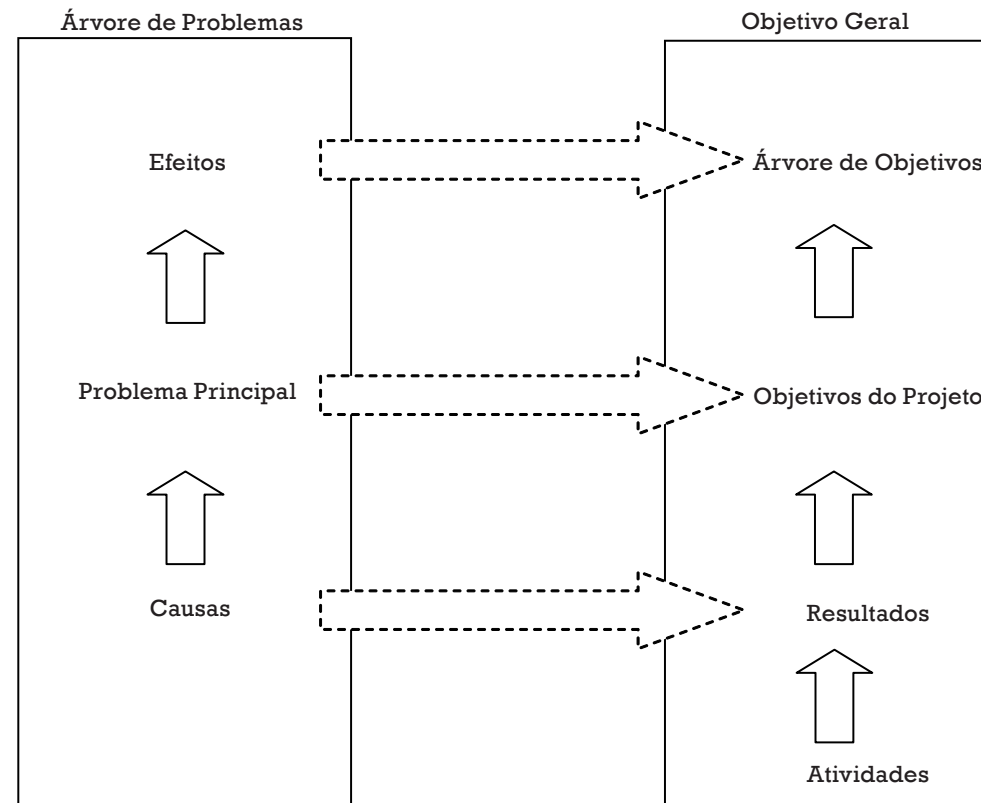 Árvore de Problemas
Objetivo Geral
Efeitos
Árvore de Objetivos
Problema Principal
Objetivos do Projeto
Causas
Resultados
Atividades